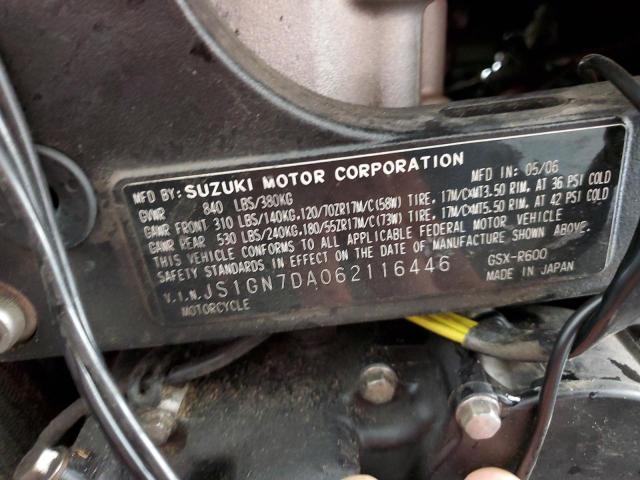 MFD BY: SUZUKI MOTOR CORPORATION MFD IN: 05/06
GVWR 840 LBS/380KG
GAWR FRONT 310 LBS/140KG,120/70ZR17M/C(58W) TIRE, 17M/CXMT3.50 RIM, AT 36 PSI COLD
GAWR REAR 530 LBS/240KG,180/55ZR17M/C(73W) TIRE, 17M/CXMT5.50 RIM, AT 42 PSI COLD
THIS VEHICLE CONFORMS TO ALL APPLICABLE FEDERAL MOTOR VEHICLE
SAFETY STANDARDS IN EFFECT ON THE DATE OF MANUFACTURE SHOWN ABOVE.
V.I.N. JS1GN7DA062116446 GSX-R600
MOTORCYCLE MADE IN JAPAN